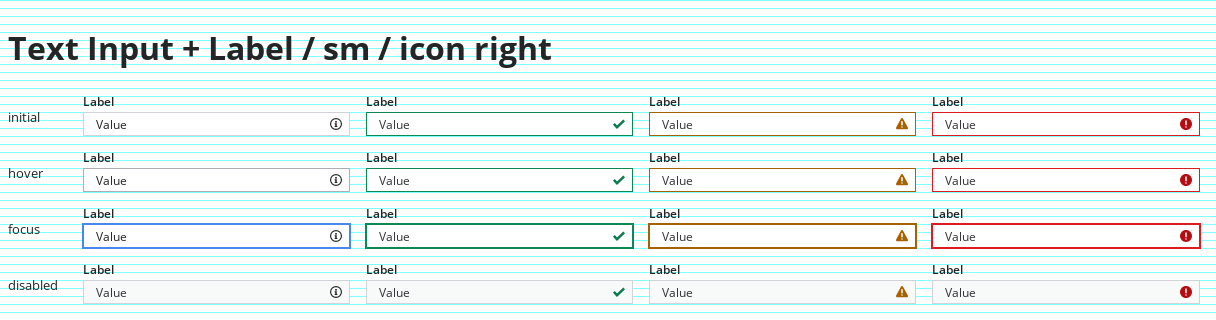 Text Input + Label / sm / icon right
Label Label Label Label
initial Value Value Value Value
Label Label Label Label
hover Value Value Value Value
Label Label Label Label
focus Value Value Value Value
Label Label Label Label
disabled Value Value Value Value